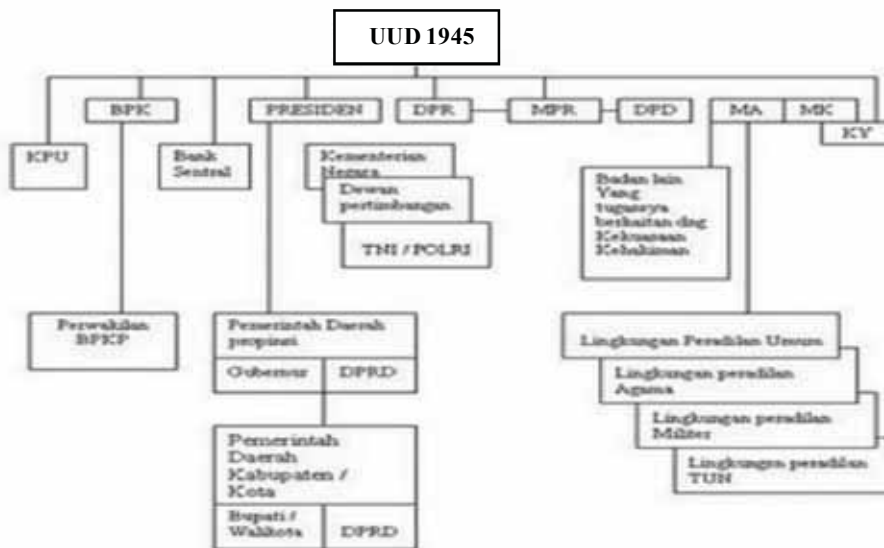 UUD 1945
BPK
PRESIDEN
DPR
MPR
DPD
MA
MK
KY
KPU
Bank
Sentral
Kementerian
Negara
Dewan
pertimbangan
TNI / POLRI
Badan lain
Yang
tugasnya
berkaitan dng
Kekuasaan
Kehakiman
Perwakilan
BPKP
Pemerintah Daerah
propinsi
Gubernur
DPRD
Pemerintah
Daerah
Kabupaten /
Kota
Bupati /
Walikota
DPRD
Lingkungan Peradilan Umum
Lingkungan peradilan
Agama
Lingkungan peradilan
Militer
Lingkungan peradilan
TUN